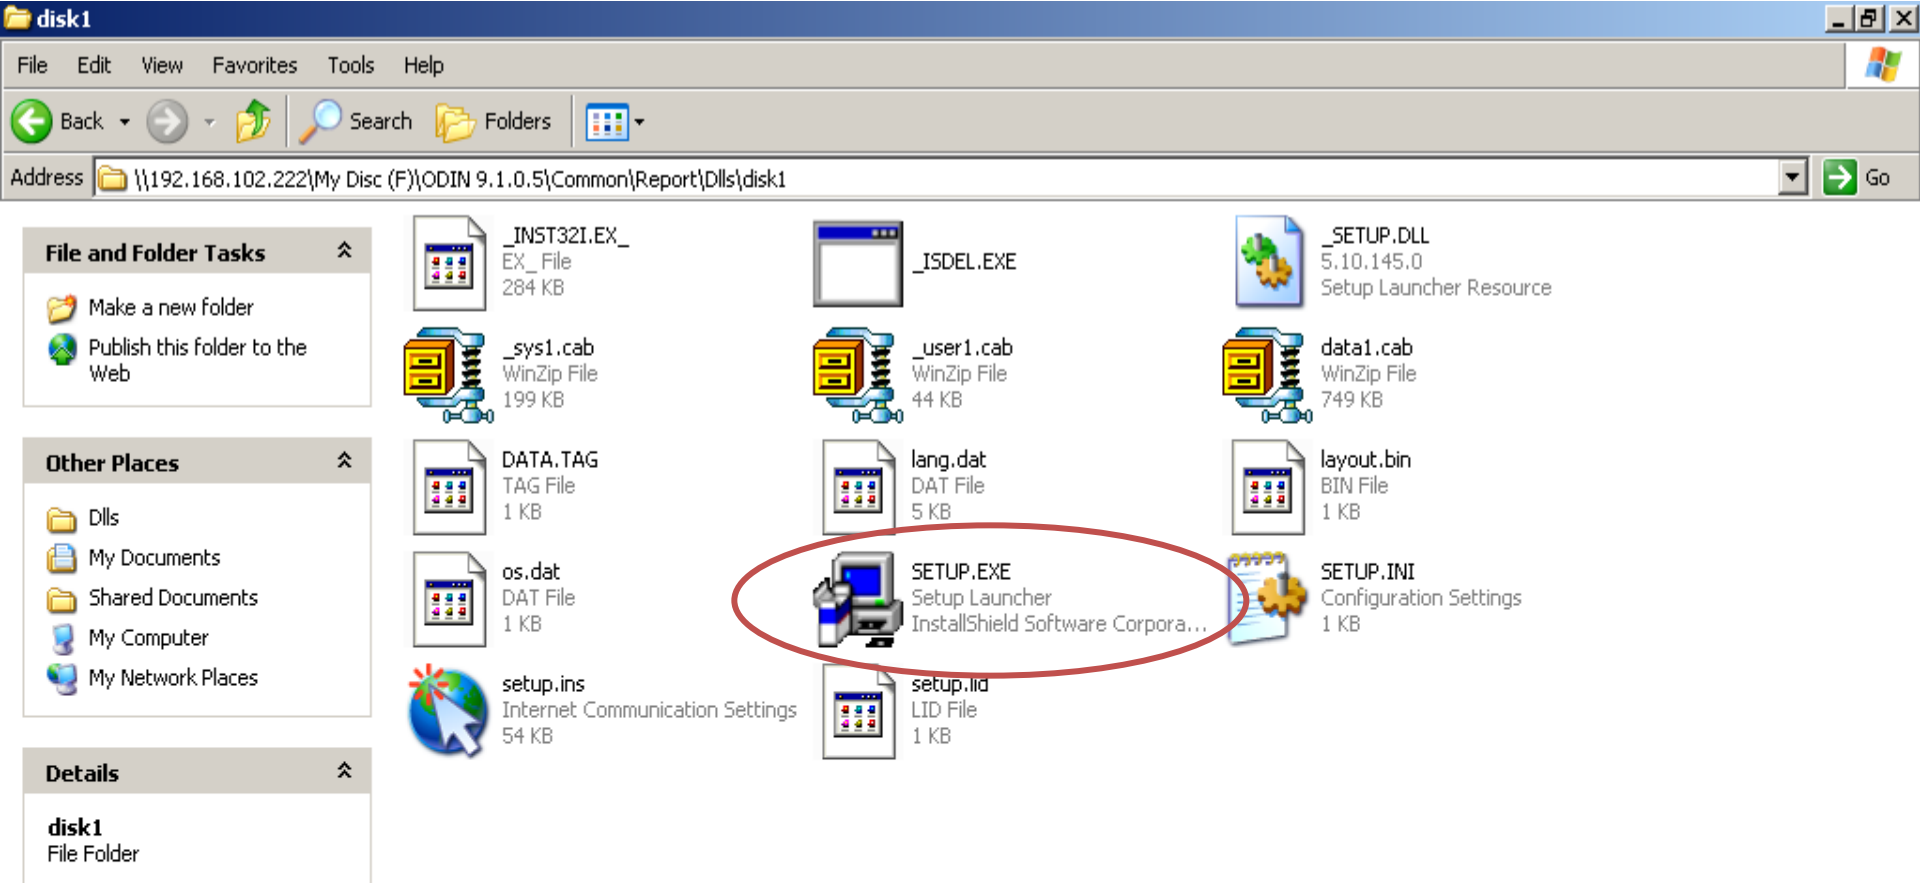 disk1
File Edit View Favorites Tools Help
Back Search Folders
Address \\192.168.102.222\My Disc (F)\ODIN 9.1.0.5\Common\Report\Dlls\disk1 Go
File and Folder Tasks
Make a new folder
Publish this folder to the
Web
Other Places
Dlls
My Documents
Shared Documents
My Computer
My Network Places
Details
disk1
File Folder
_INST32I.EX_
EX_ File
284 KB
_ISDEL.EXE
_SETUP.DLL
5.10.145.0
Setup Launcher Resource
_sys1.cab
WinZip File
199 KB
_user1.cab
WinZip File
44 KB
data1.cab
WinZip File
749 KB
DATA.TAG
TAG File
1 KB
lang.dat
DAT File
5 KB
layout.bin
BIN File
1 KB
os.dat
DAT File
1 KB
SETUP.EXE
Setup Launcher
InstallShield Software Corpora...
SETUP.INI
Configuration Settings
1 KB
setup.ins
Internet Communication Settings
54 KB
setup.lid
LID File
1 KB